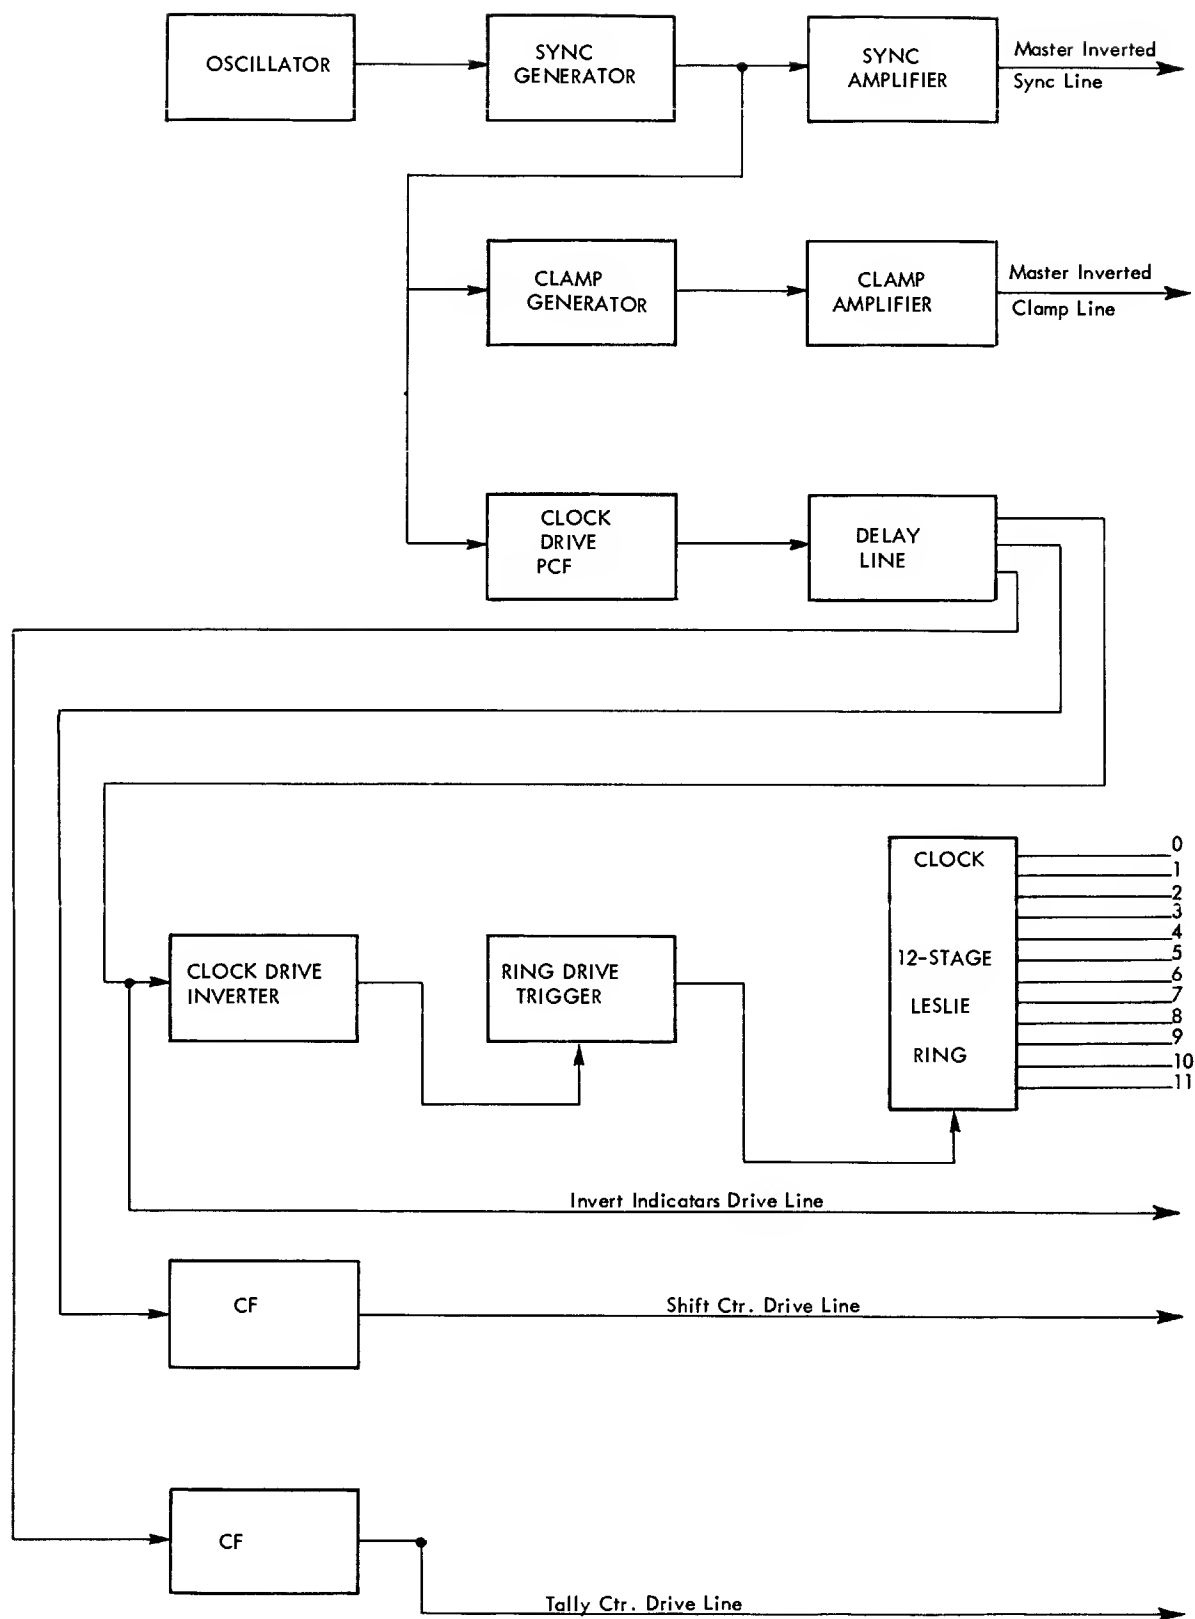 OSCILLATOR
SYNC
GENERATOR
SYNC
AMPLIFIER
Master Inverted
Sync Line
CLAMP
GENERATOR
CLAMP
AMPLIFIER
Master Inverted
Clamp Line
CLOCK
DRIVE
PCF
DELAY
LINE
CLOCK
12-STAGE
LESLIE
RING
0
1
2
3
4
5
6
7
8
9
10
11
CLOCK DRIVE
INVERTER
RING DRIVE
TRIGGER
Invert Indicatars Drive Line
CF
Shift Ctr. Drive Line
CF
Tally Ctr. Drive Line